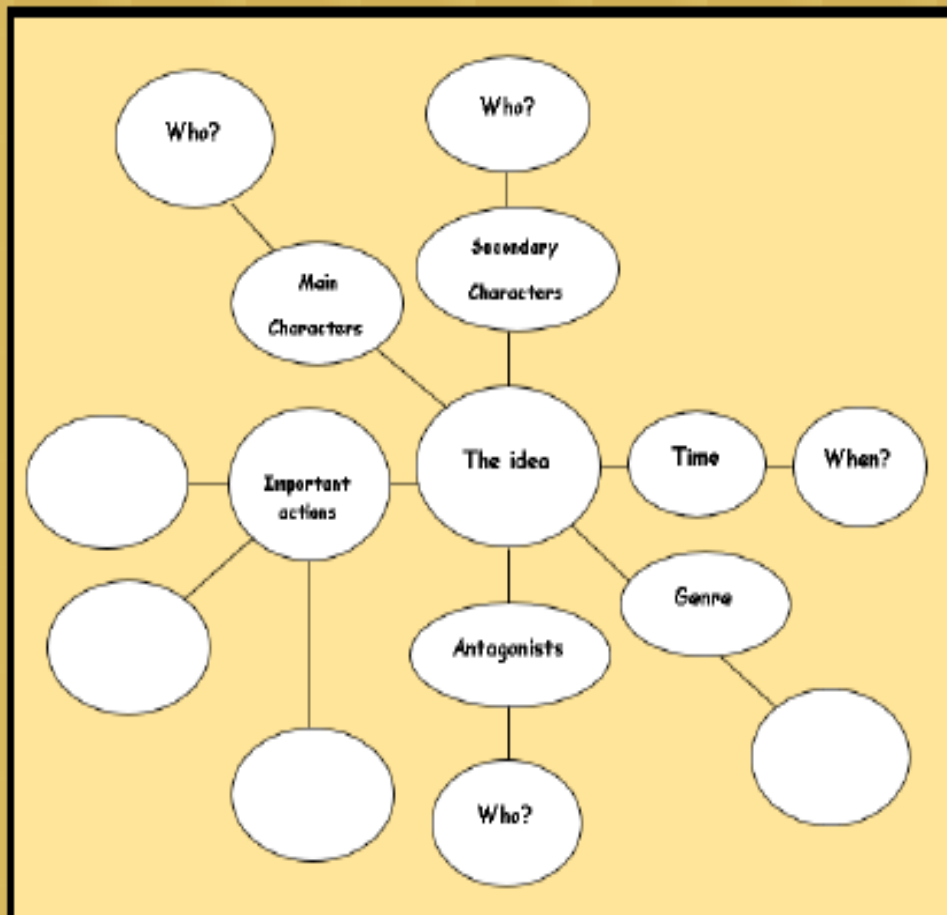 Who?
Who?
Secondary
Characters
Main
Characters
The idea
Time
When?
Important
actions
Genre
Antagonists
Who?